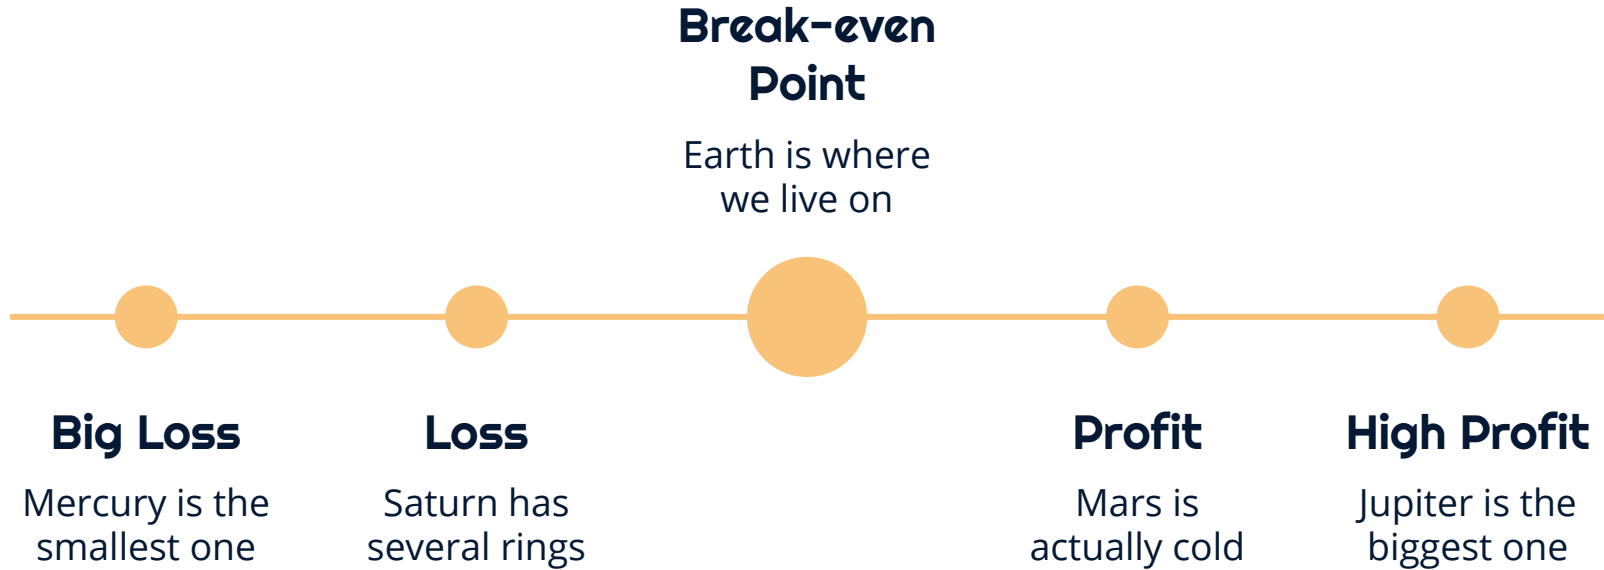 Break-even
Point
Earth is where
we live on
Big Loss
Mercury is the
smallest one
Loss
Saturn has
several rings
Profit
Mars is
actually cold
High Profit
Jupiter is the
biggest one